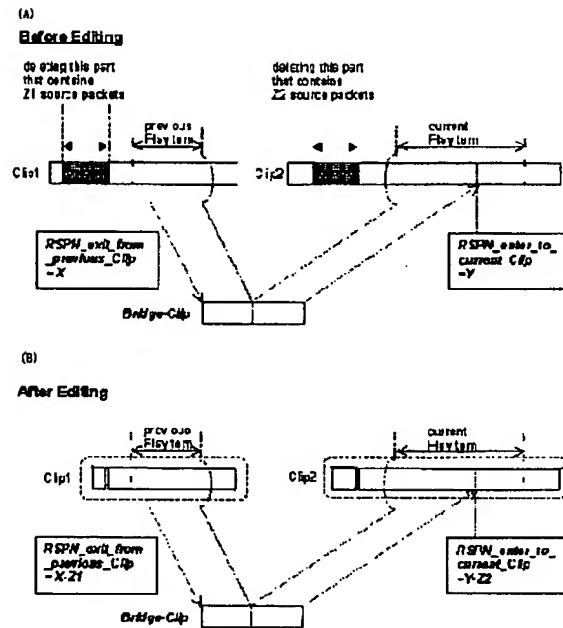 (A)
Before Editing
deleting this part
that contains
Z1 source packets
deleting this part
that contains
Z2 source packets
previous
PlayItem
current
PlayItem
Clip1
Clip2
RSPN_exit_from
_previous_Clip
=X
RSPN_enter_to_
current_Clip
=Y
Bridge-Clip
(B)
After Editing
previous
PlayItem
current
PlayItem
Clip1
Clip2
RSPN_exit_from
_previous_Clip
=X-Z1
RSPN_enter_to_
current_Clip
=Y-Z2
Bridge-Clip